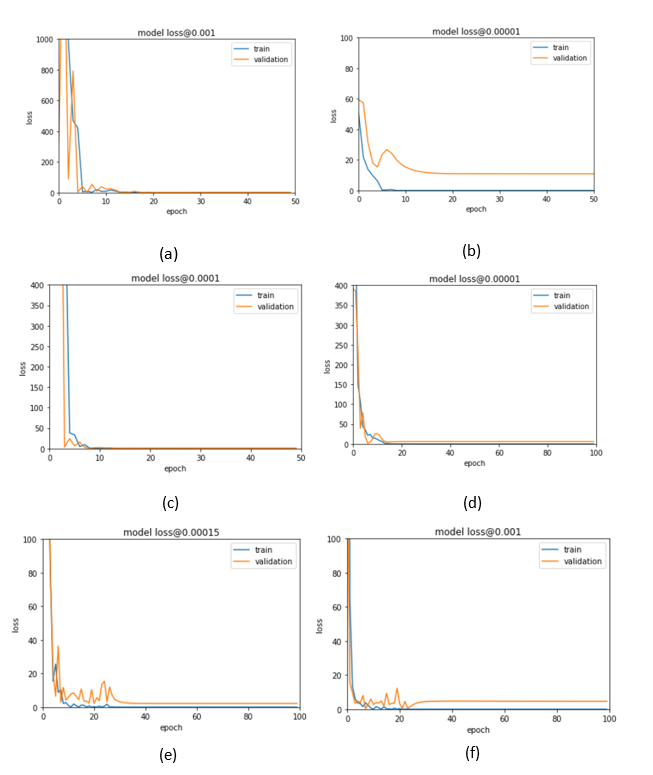 model loss@0.001
1000
800
600
400
200
0
loss
train
validation
0 10 20 30 40 50
epoch
(a)
model loss@0.00001
100
80
60
40
20
0
loss
train
validation
0 10 20 30 40 50
epoch
(b)
model loss@0.0001
400
350
300
250
200
150
100
50
0
loss
train
validation
0 10 20 30 40 50
epoch
(c)
model loss@0.00001
400
350
300
250
200
150
100
50
0
loss
train
validation
0 20 40 60 80 100
epoch
(d)
model loss@0.00015
100
80
60
40
20
0
loss
train
validation
0 20 40 60 80 100
epoch
(e)
model loss@0.001
100
80
60
40
20
0
loss
train
validation
0 20 40 60 80 100
epoch
(f)